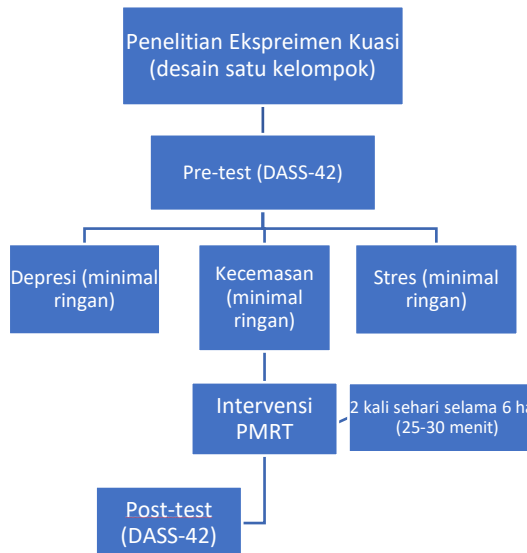 Penelitian Ekspreimen Kuasi
(desain satu kelompok)
Pre-test (DASS-42)
Depresi (minimal
ringan)
Kecemasan
(minimal
ringan)
Stres (minimal
ringan)
Intervensi
PMRT
2 kali sehari selama 6
(25-30 menit)
Post-test
(DASS-42)